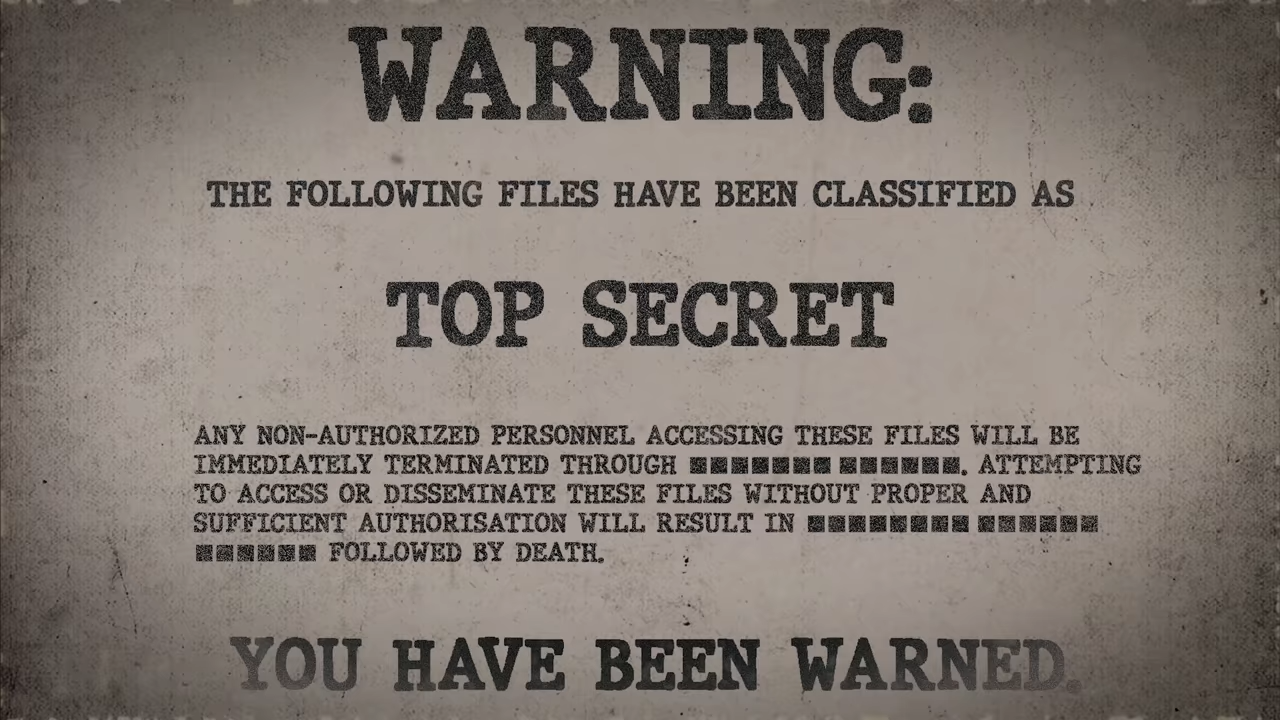 WARNING:
THE FOLLOWING FILES HAVE BEEN CLASSIFIED AS
TOP SECRET
ANY NON-AUTHORIZED PERSONNEL ACCESSING THESE FILES WILL BE
IMMEDIATELY TERMINATED THROUGH ■■■■■■■ ■■■■■■. ATTEMPTING
TO ACCESS OR DISSEMINATE THESE FILES WITHOUT PROPER AND
SUFFICIENT AUTHORISATION WILL RESULT IN ■■■■■■■■ ■■■■■■
■■■■■■ FOLLOWED BY DEATH.
YOU HAVE BEEN WARNED.